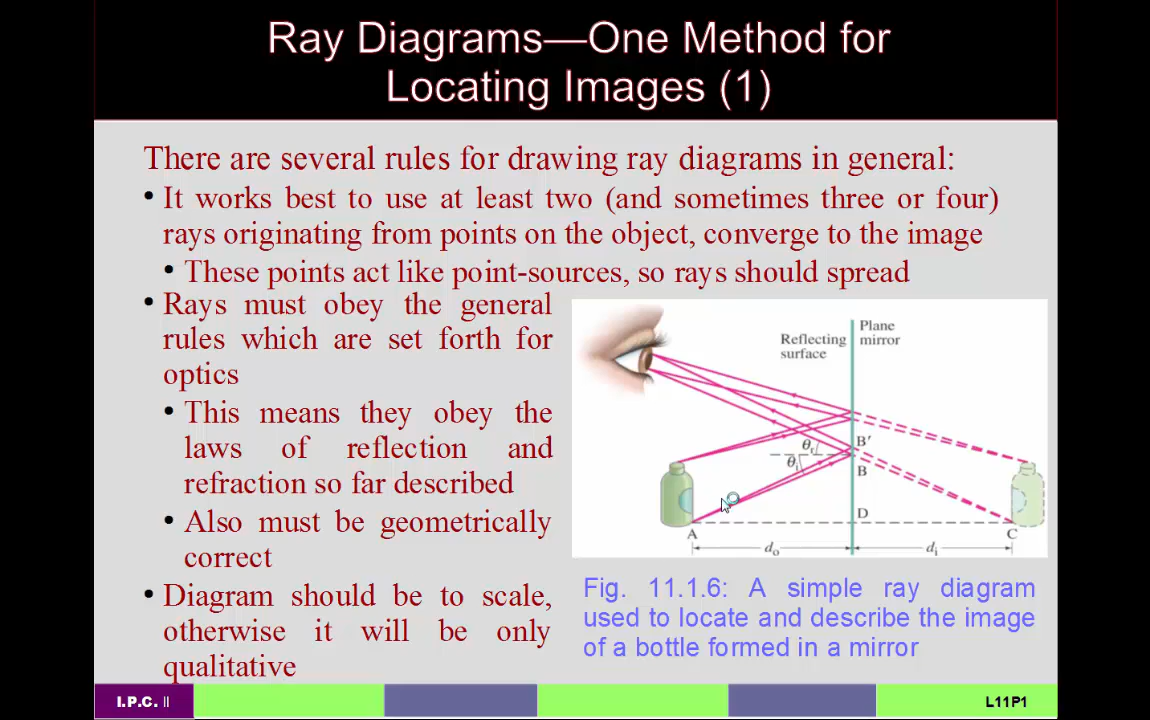 Ray Diagrams—One Method for
Locating Images (1)
There are several rules for drawing ray diagrams in general:
• It works best to use at least two (and sometimes three or four)
rays originating from points on the object, converge to the image
• These points act like point-sources, so rays should spread
• Rays must obey the general
rules which are set forth for
optics
• This means they obey the
laws of reflection and
refraction so far described
• Also must be geometrically
correct
• Diagram should be to scale,
otherwise it will be only
qualitative
Reflecting
surface
Plane
mirror
θr
θi
B′
B
D
A
C
do
di
Fig. 11.1.6: A simple ray diagram
used to locate and describe the image
of a bottle formed in a mirror
I.P.C. II
L11P1